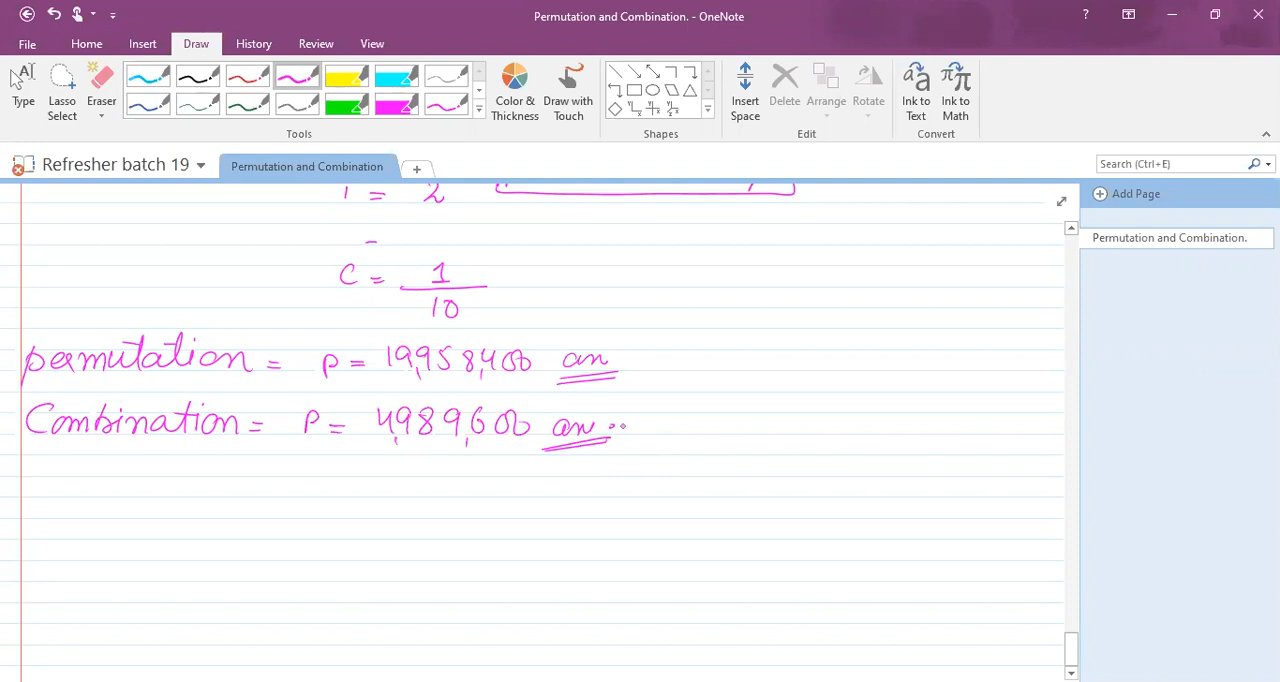 Permutation and Combination. - OneNote
?
File Home Insert Draw History Review View
Type
Lasso Select
Eraser
Color & Thickness
Draw with Touch
Insert Space
Delete
Arrange
Rotate
Ink to Text
Ink to Math
Tools
Shapes
Edit
Convert
Refresher batch 19
Permutation and Combination
Search (Ctrl+E)
Add Page
Permutation and Combination.
= 2
=
C = 1
10
permutation = P = 19,958,400 an
Combination = P = 4,989,600 an ..